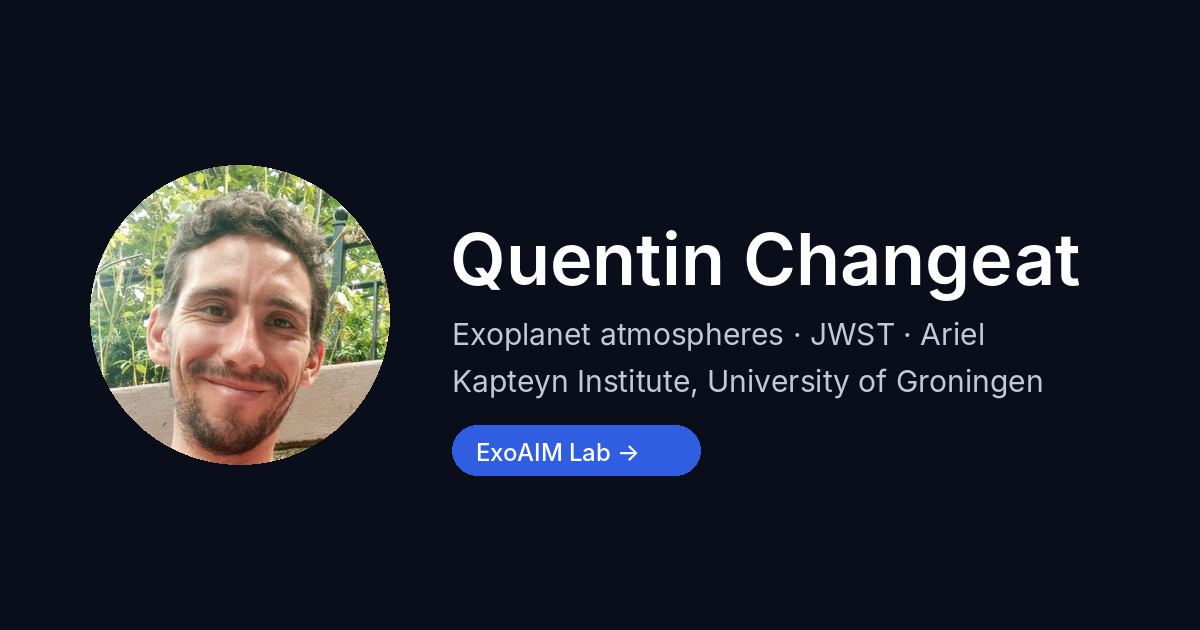 Quentin Changeat
Exoplanet atmospheres · JWST · Ariel
Kapteyn Institute, University of Groningen
ExoAIM Lab →